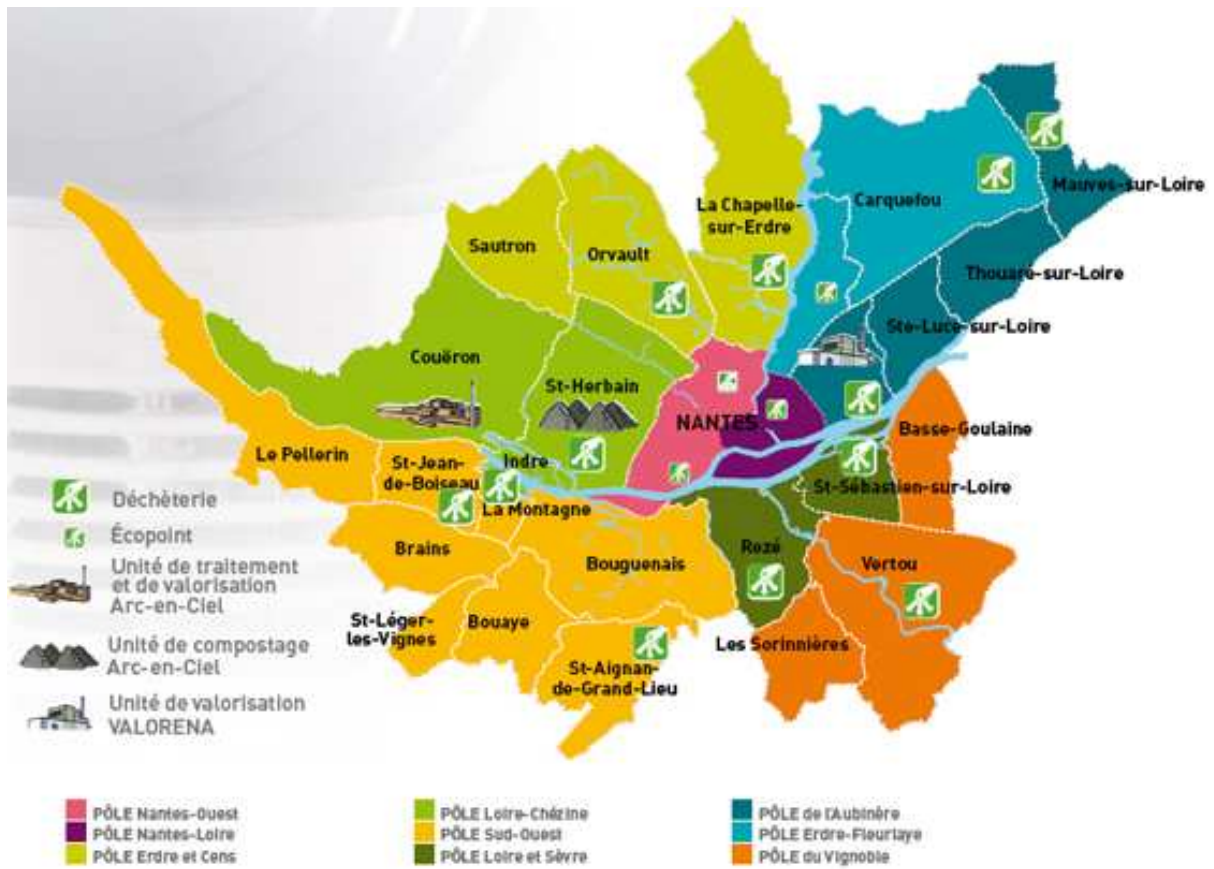 La Chapelle-
sur-Erdre
Carquefou
Mauves-sur-Loire
Sautron
Orvault
Thouaré-sur-Loire
Ste-Luce-sur-Loire
Couëron
St-Herbain
NANTES
Basse-Goulaine
Le Pellerin
St-Jean-
de-Boiseau
Indre
St-Sébastien-sur-Loire
La Montagne
Brains
Bouguenais
Rezé
Vertou
St-Léger-
les-Vignes
Bouaye
Les Sorinnières
St-Aignan-
de-Grand-Lieu
Déchèterie
Écopoint
Unité de traitement
et de valorisation
Arc-en-Ciel
Unité de compostage
Arc-en-Ciel
Unité de valorisation
VALORENA
PÔLE Nantes-Ouest
PÔLE Nantes-Loire
PÔLE Erdre et Cens
PÔLE Loire-Chézine
PÔLE Sud-Ouest
PÔLE Loire et Sèvre
PÔLE de l'Aubinère
PÔLE Erdre-Fleuriaye
PÔLE du Vignoble